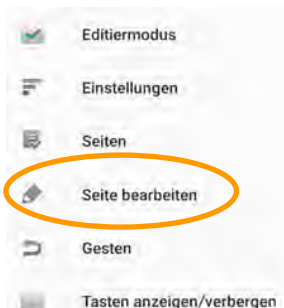 Editiermodus
Einstellungen
Seiten
Seite bearbeiten
Gesten
Tasten anzeigen/verbergen